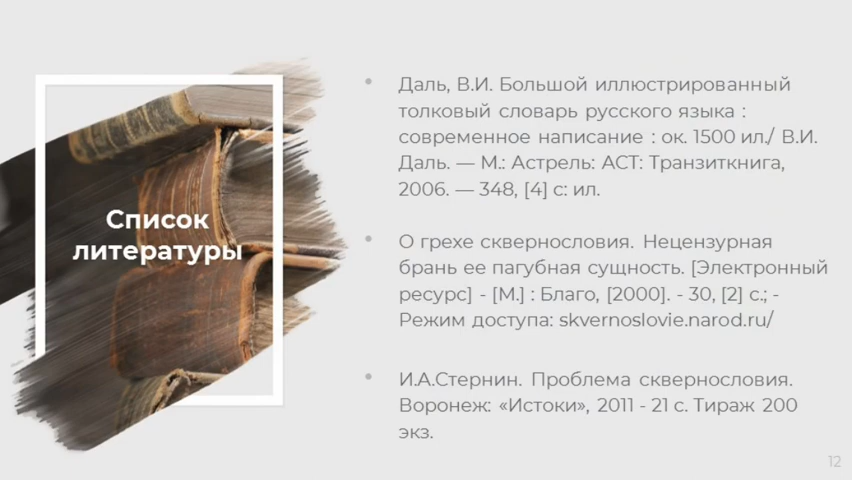 Список
литературы
• Даль, В.И. Большой иллюстрированный
толковый словарь русского языка :
современное написание : ок. 1500 ил./ В.И.
Даль. — М.: Астрель: АСТ: Транзиткнига,
2006. — 348, [4] с: ил.
• О грехе сквернословия. Нецензурная
брань ее пагубная сущность. [Электронный
ресурс] - [М.] : Благо, [2000]. - 30, [2] с.; -
Режим доступа: skvernoslovie.narod.ru/
• И.А.Стернин. Проблема сквернословия.
Воронеж: «Истоки», 2011 - 21 с. Тираж 200
экз.
12